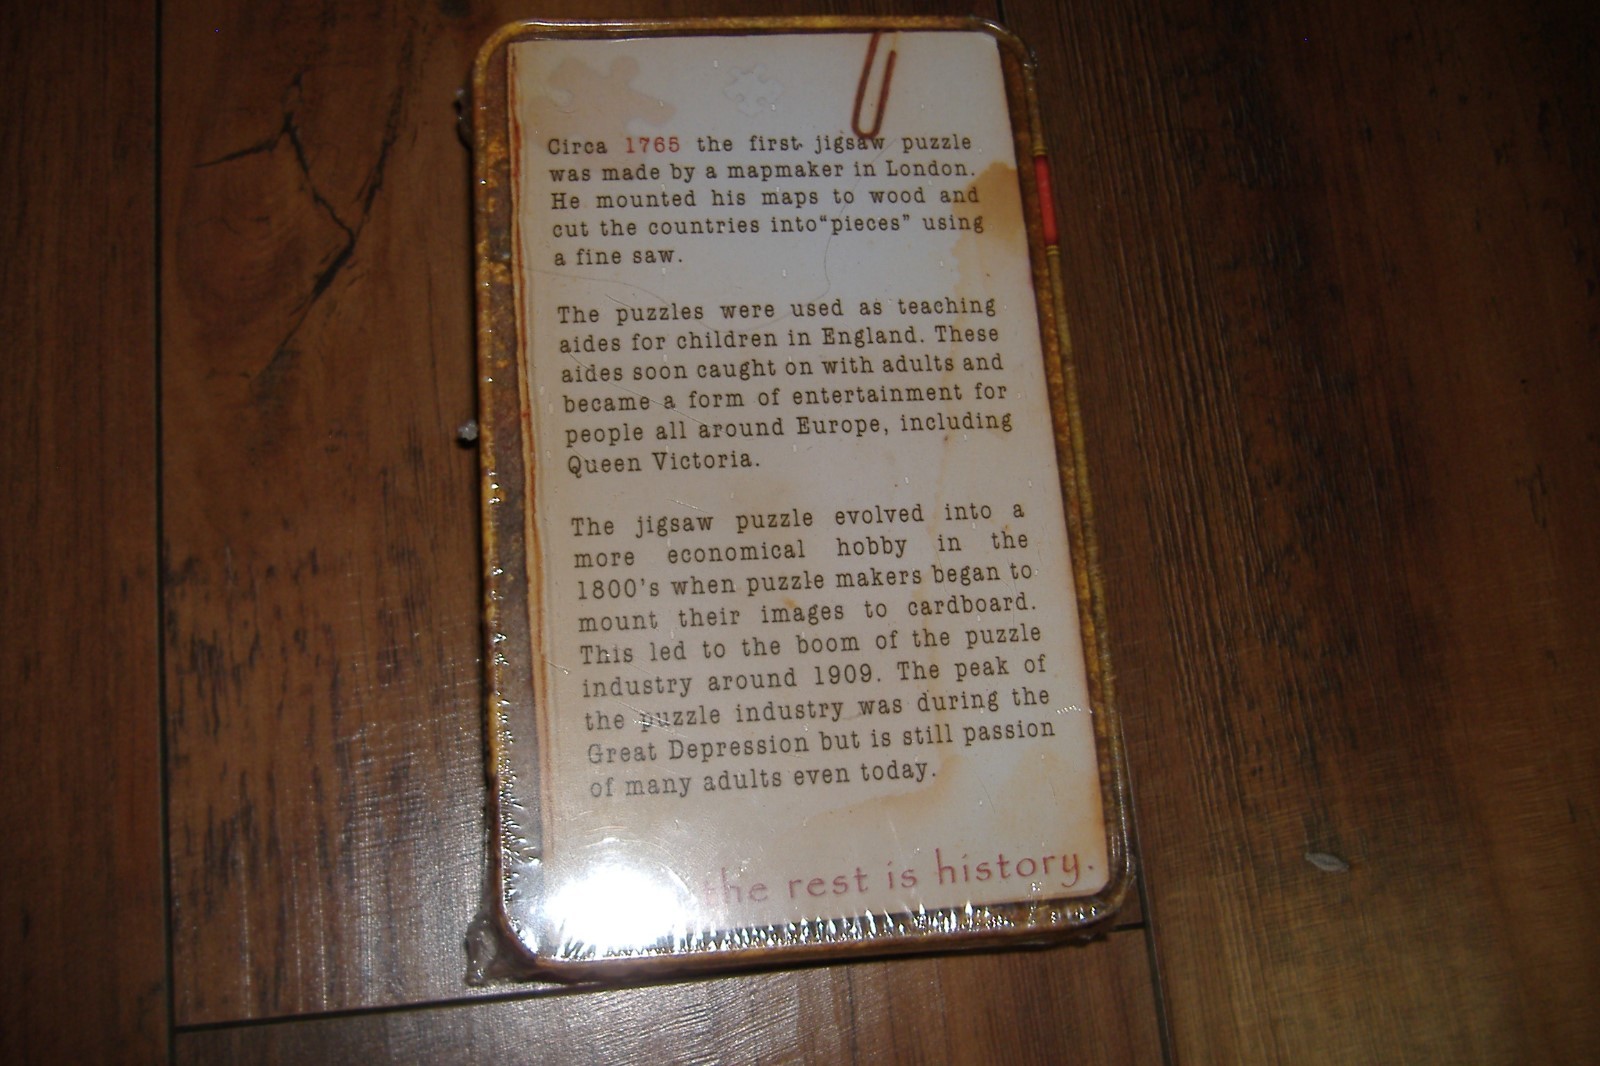 Circa 1765 the first jigsaw puzzle
was made by a mapmaker in London.
He mounted his maps to wood and
cut the countries into“pieces” using
a fine saw.
The puzzles were used as teaching
aides for children in England. These
aides soon caught on with adults and
became a form of entertainment for
people all around Europe, including
Queen Victoria.
The jigsaw puzzle evolved into a
more economical hobby in the
1800's when puzzle makers began to
mount their images to cardboard.
This led to the boom of the puzzle
industry around 1909. The peak of
the puzzle industry was during the
Great Depression but is still passion
of many adults even today.
the rest is history.